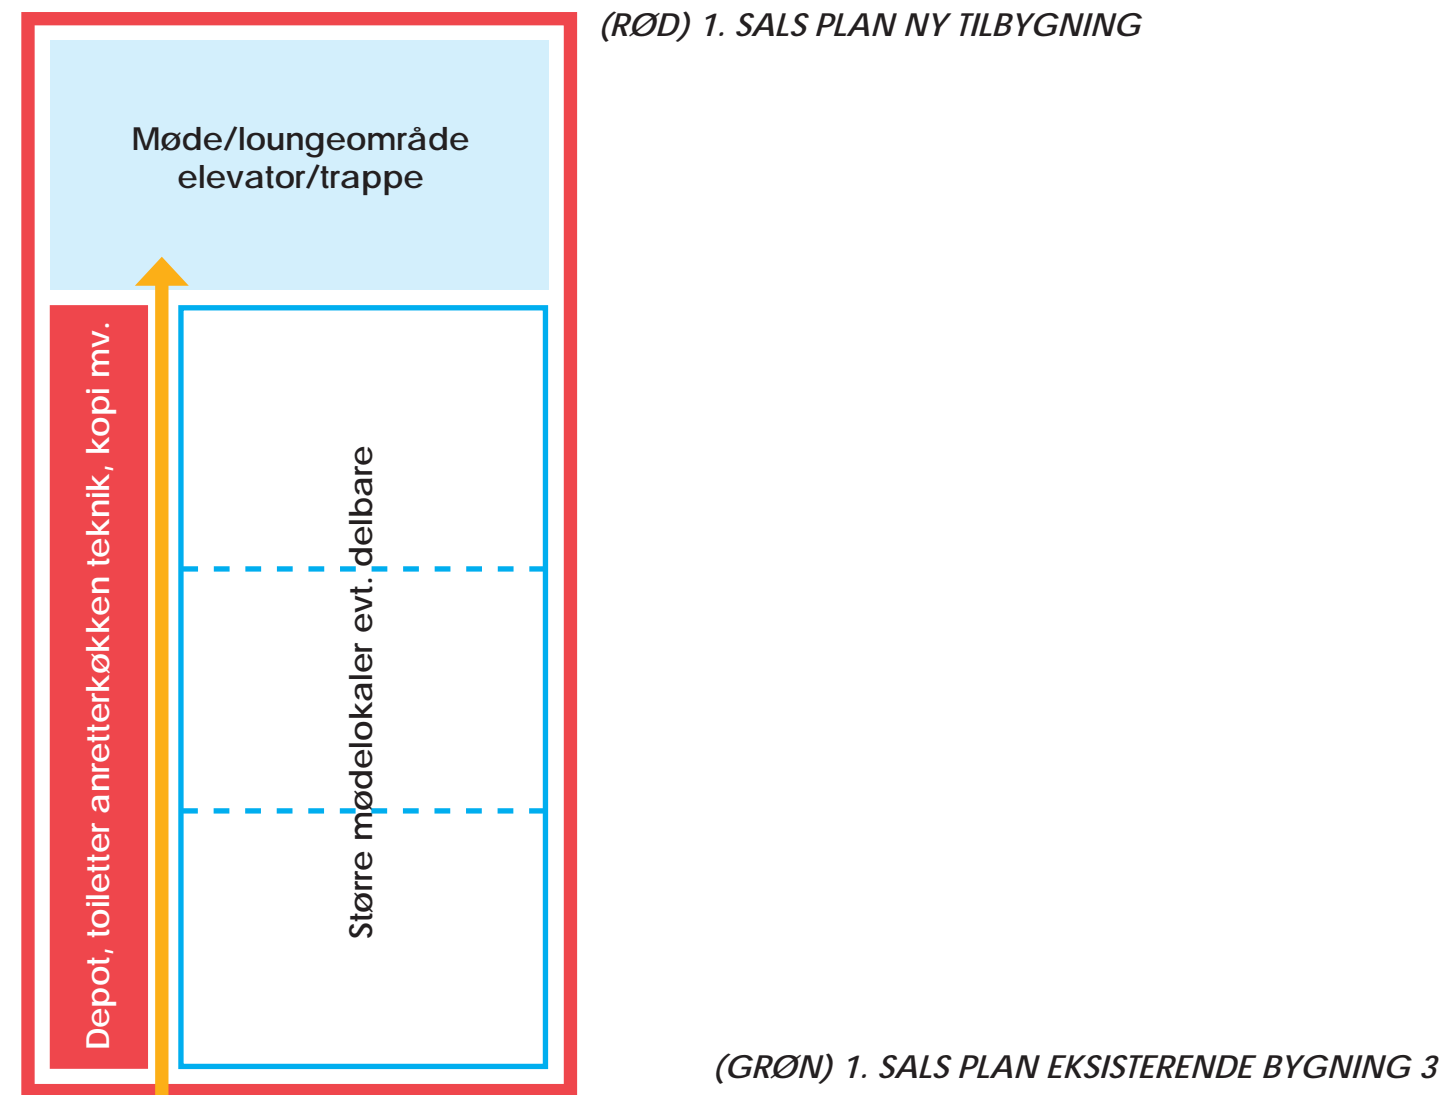 (RØD) 1. SALS PLAN NY TILBYGNING
Møde/loungeområde
elevator/trappe
Depot, toiletter anretterkøkken teknik, kopi mv.
Større mødelokaler evt. delbare
(GRØN) 1. SALS PLAN EKSISTERENDE BYGNING 3